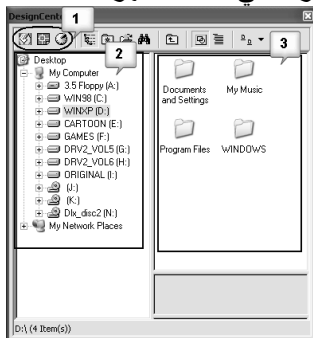 DesignCent
1
2
3
Desktop
My Computer
3.5 Floppy (A:)
WIN98 (C:)
WINXP (D:)
CARTOON (E:)
GAMES (F:)
DRV2_VOL5 (G:)
DRV2_VOL6 (H:)
ORIGINAL (I:)
(J:)
(K:)
Dlx_disc2 (N:)
My Network Places
Documents
and Settings
My Music
Program Files
WINDOWS
D:\ (4 Item(s))